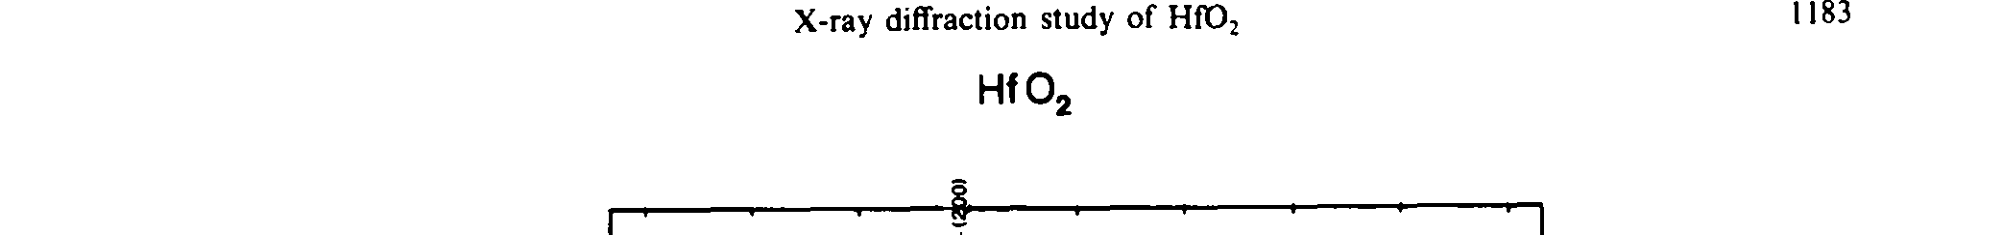 X-ray diffraction study of HfO₂ 1183
HfO₂
(200)